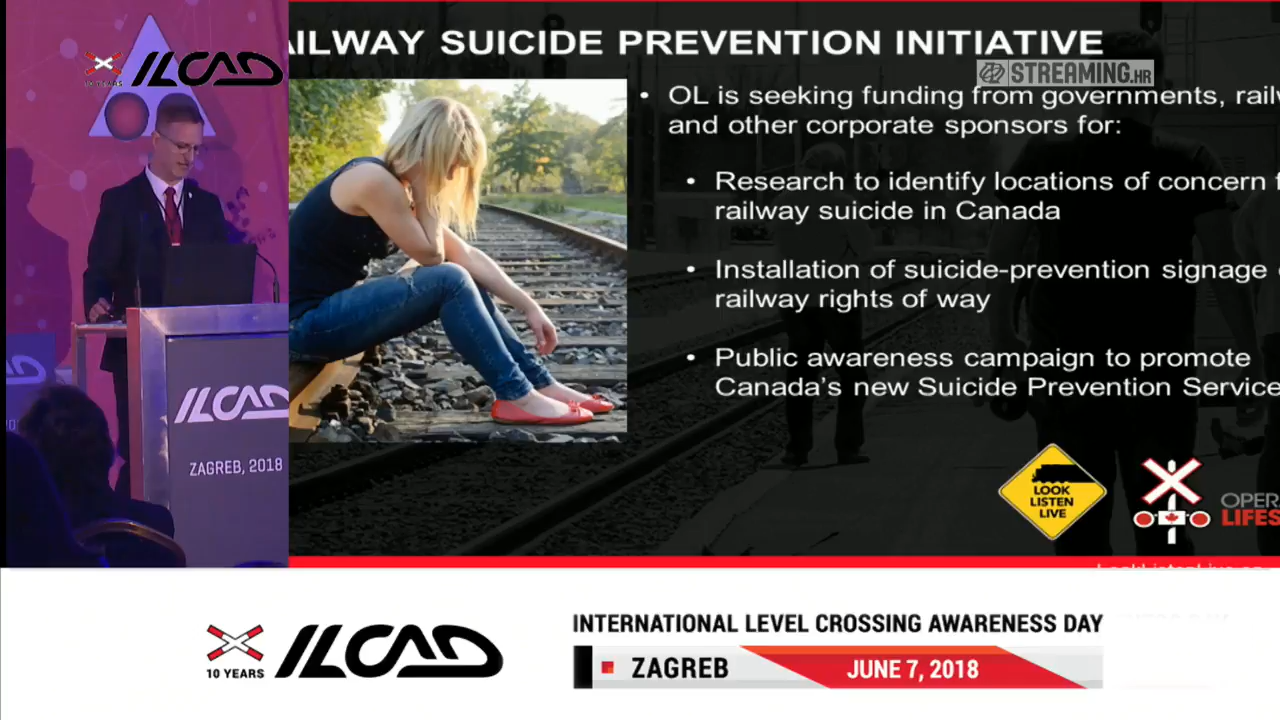 10 YEARS ILCAD
AILWAY SUICIDE PREVENTION INITIATIVE
STREAMING.HR
• OL is seeking funding from governments, railw
and other corporate sponsors for:
• Research to identify locations of concern f
railway suicide in Canada
• Installation of suicide-prevention signage
railway rights of way
• Public awareness campaign to promote
Canada's new Suicide Prevention Service
ILCAD
ZAGREB, 2018
LOOK
LISTEN
LIVE
OPER
LIFES
10 YEARS ILCAD
INTERNATIONAL LEVEL CROSSING AWARENESS DAY
ZAGREB JUNE 7, 2018